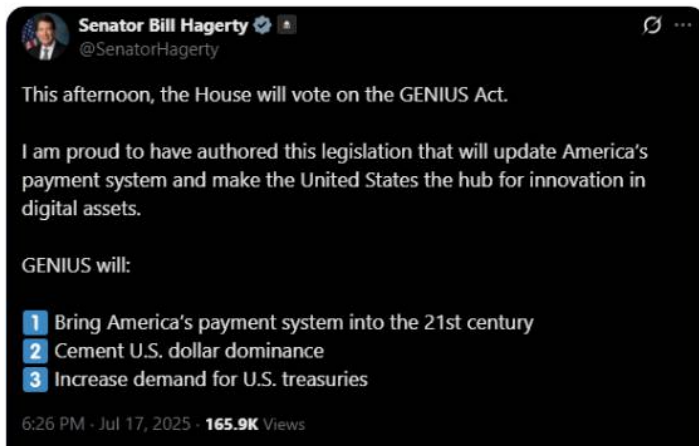 Senator Bill Hagerty
@SenatorHagerty
This afternoon, the House will vote on the GENIUS Act.
I am proud to have authored this legislation that will update America's
payment system and make the United States the hub for innovation in
digital assets.
GENIUS will:
1 Bring America's payment system into the 21st century
2 Cement U.S. dollar dominance
3 Increase demand for U.S. treasuries
6:26 PM · Jul 17, 2025 · 165.9K Views